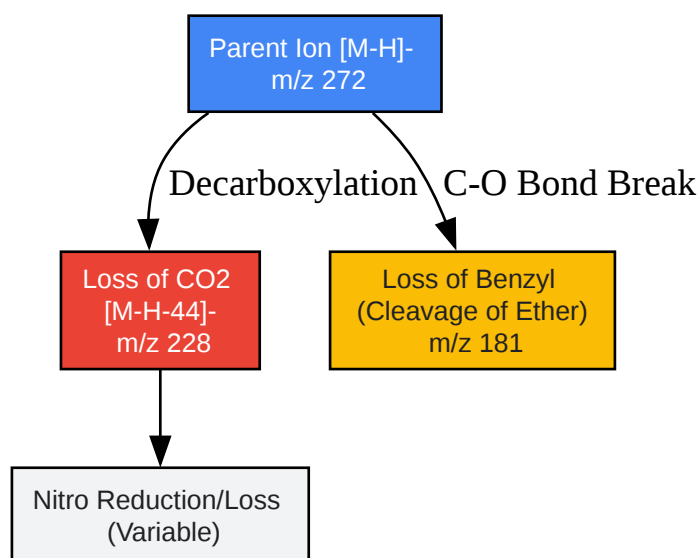 Parent Ion [M-H]-
m/z 272
Decarboxylation
C-O Bond Break
Loss of CO2
[M-H-44]-
m/z 228
Loss of Benzyl
(Cleavage of Ether)
m/z 181
Nitro Reduction/Loss
(Variable)